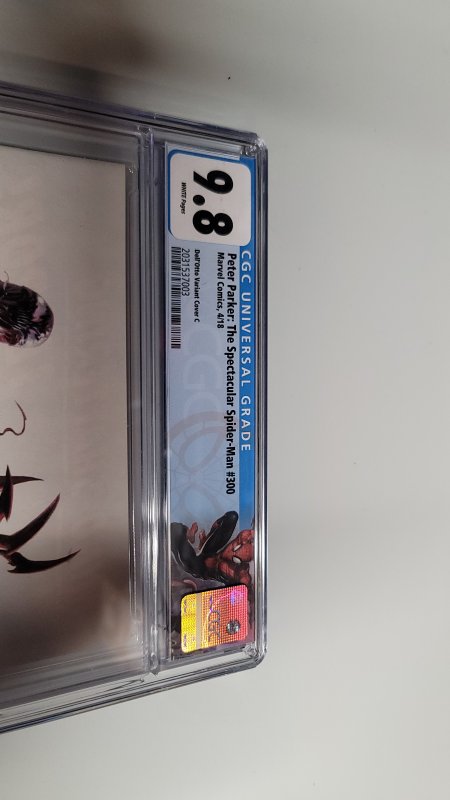 CGC UNIVERSAL GRADE
9.8
WHITE Pages
Peter Parker: The Spectacular Spider-Man #300
Marvel Comics, 4/18
Dell'Otto Variant Cover C
2031537003
CGC